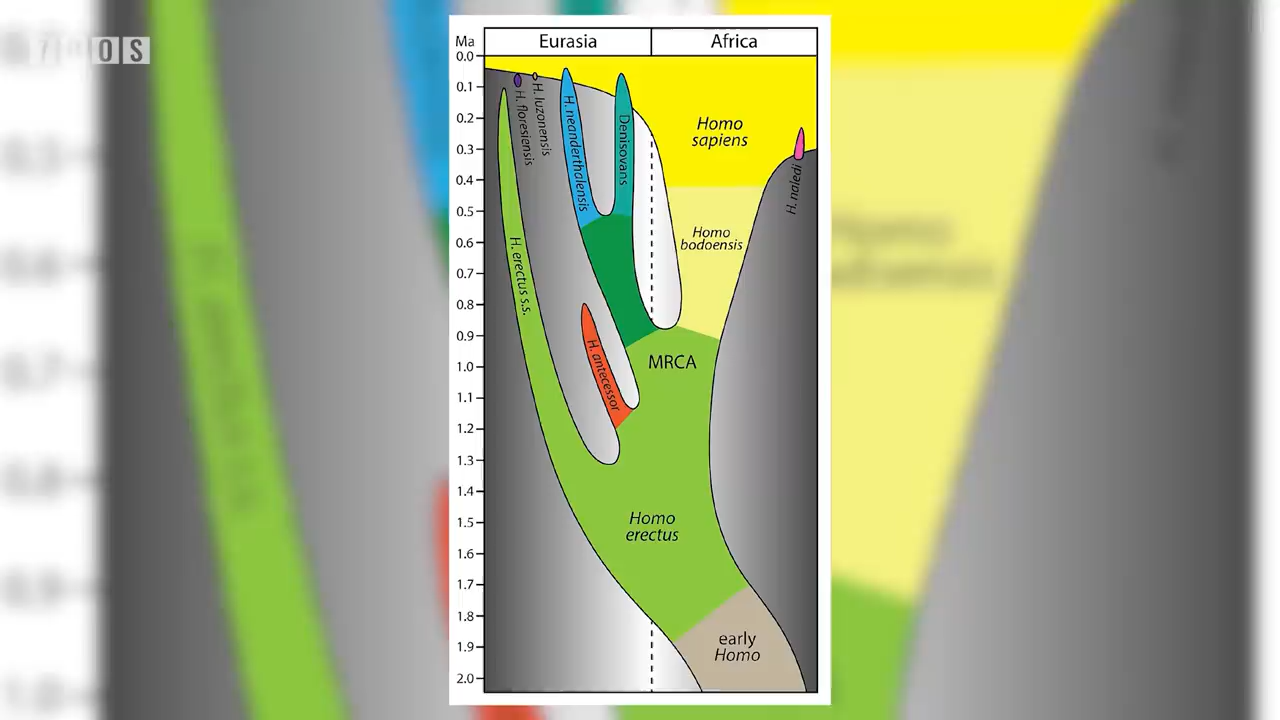 Ma
Eurasia
Africa
0.0
0.1
0.2
0.3
0.4
0.5
0.6
0.7
0.8
0.9
1.0
1.1
1.2
1.3
1.4
1.5
1.6
1.7
1.8
1.9
2.0
H. floresiensis
H. luzonensis
H. neanderthalensis
Denisovans
Homo
sapiens
H. naledi
Homo
bodoensis
H. erectus s.s.
H. antecessor
MRCA
Homo
erectus
early
Homo